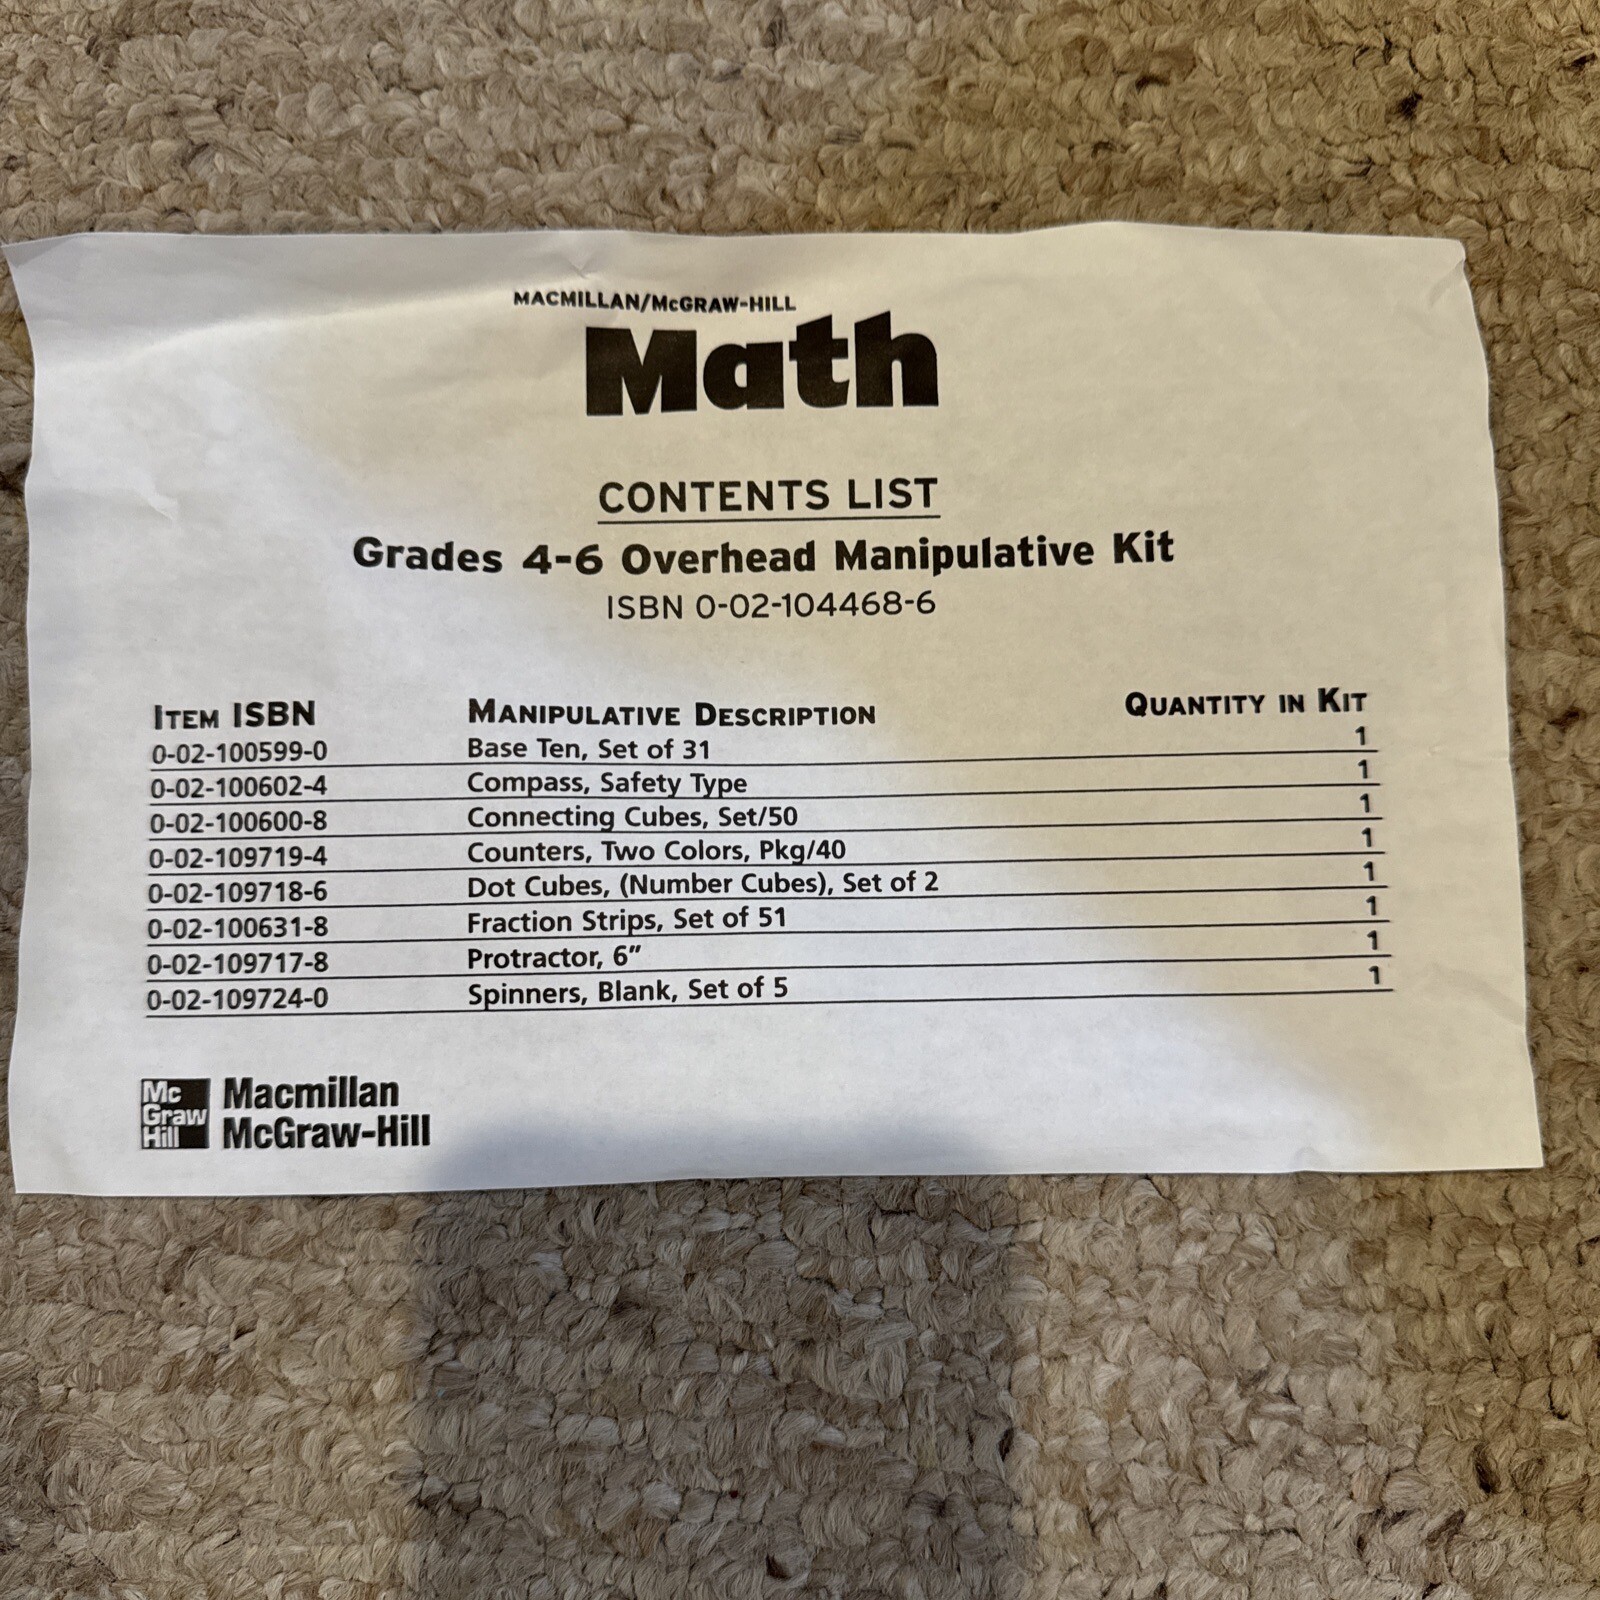 MACMILLAN/McGRAW-HILL
Math
CONTENTS LIST
Grades 4-6 Overhead Manipulative Kit
ISBN 0-02-104468-6
ITEM ISBN MANIPULATIVE DESCRIPTION QUANTITY IN KIT
0-02-100599-0 Base Ten, Set of 31 1
0-02-100602-4 Compass, Safety Type 1
0-02-100600-8 Connecting Cubes, Set/50 1
0-02-109719-4 Counters, Two Colors, Pkg/40 1
0-02-109718-6 Dot Cubes, (Number Cubes), Set of 2 1
0-02-100631-8 Fraction Strips, Set of 51 1
0-02-109717-8 Protractor, 6″ 1
0-02-109724-0 Spinners, Blank, Set of 5 1
Mc
Graw
Hill
Macmillan
McGraw-Hill